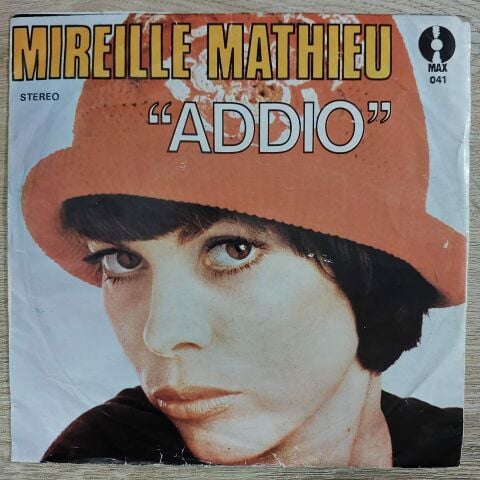 MIREILLE MATHIEU
STEREO
"ADDIO"
MAX
041